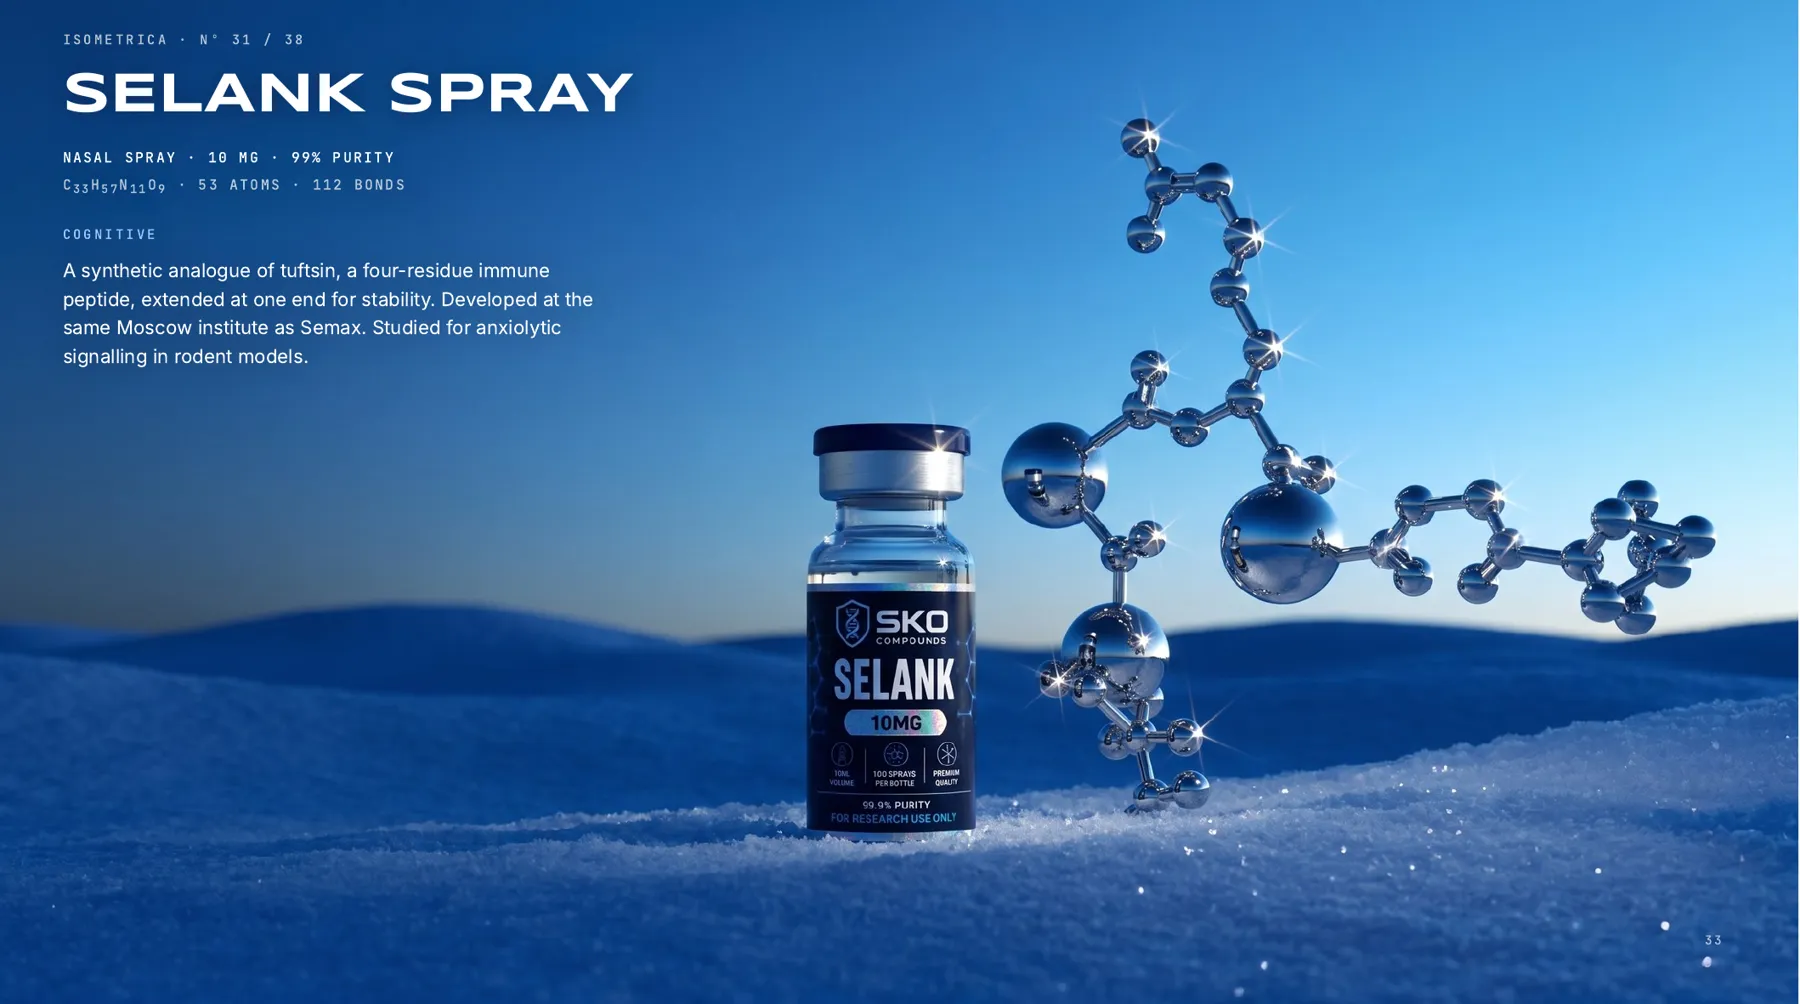 ISOMETRICA · N° 31 / 38
SELANK SPRAY
NASAL SPRAY · 10 MG · 99% PURITY
C₃₃H₅₇N₁₁O₉ · 53 ATOMS · 112 BONDS
COGNITIVE
A synthetic analogue of tuftsin, a four-residue immune
peptide, extended at one end for stability. Developed at the
same Moscow institute as Semax. Studied for anxiolytic
signalling in rodent models.
SKO
COMPOUNDS
SELANK
10MG
10ML VOLUME
100 SPRAYS PER BOTTLE
PREMIUM QUALITY
99.9% PURITY
FOR RESEARCH USE ONLY
33